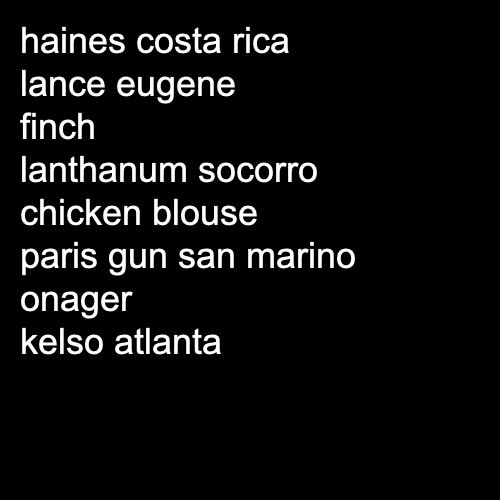 haines costa rica
lance eugene
finch
lanthanum socorro
chicken blouse
paris gun san marino
onager
kelso atlanta